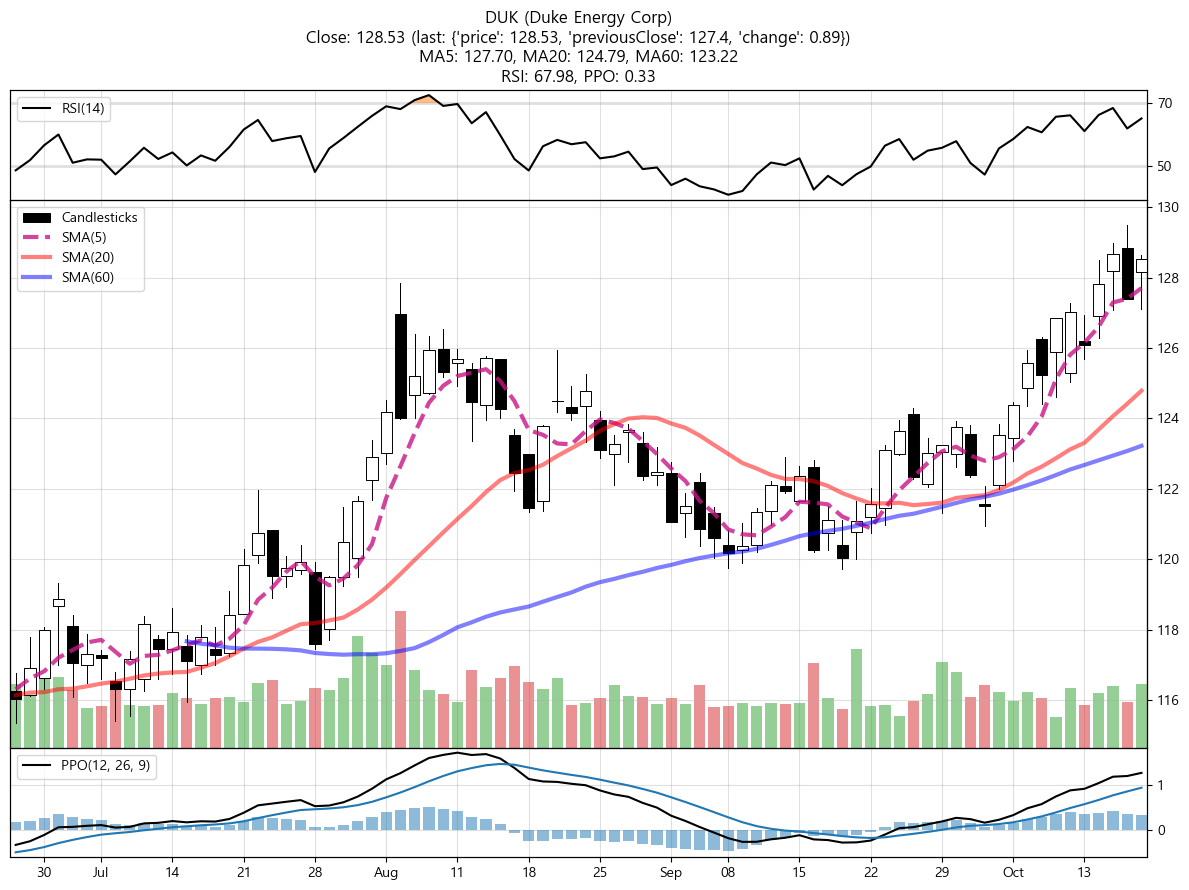 DUK (Duke Energy Corp)
Close: 128.53 (last: {'price': 128.53, 'previousClose': 127.4, 'change': 0.89})
MA5: 127.70, MA20: 124.79, MA60: 123.22
RSI: 67.98, PPO: 0.33
RSI(14)
70
50
Candlesticks
SMA(5)
SMA(20)
SMA(60)
130
128
126
124
122
120
118
116
PPO(12, 26, 9)
1
0
30 Jul 14 21 28 Aug 11 18 25 Sep 08 15 22 29 Oct 13